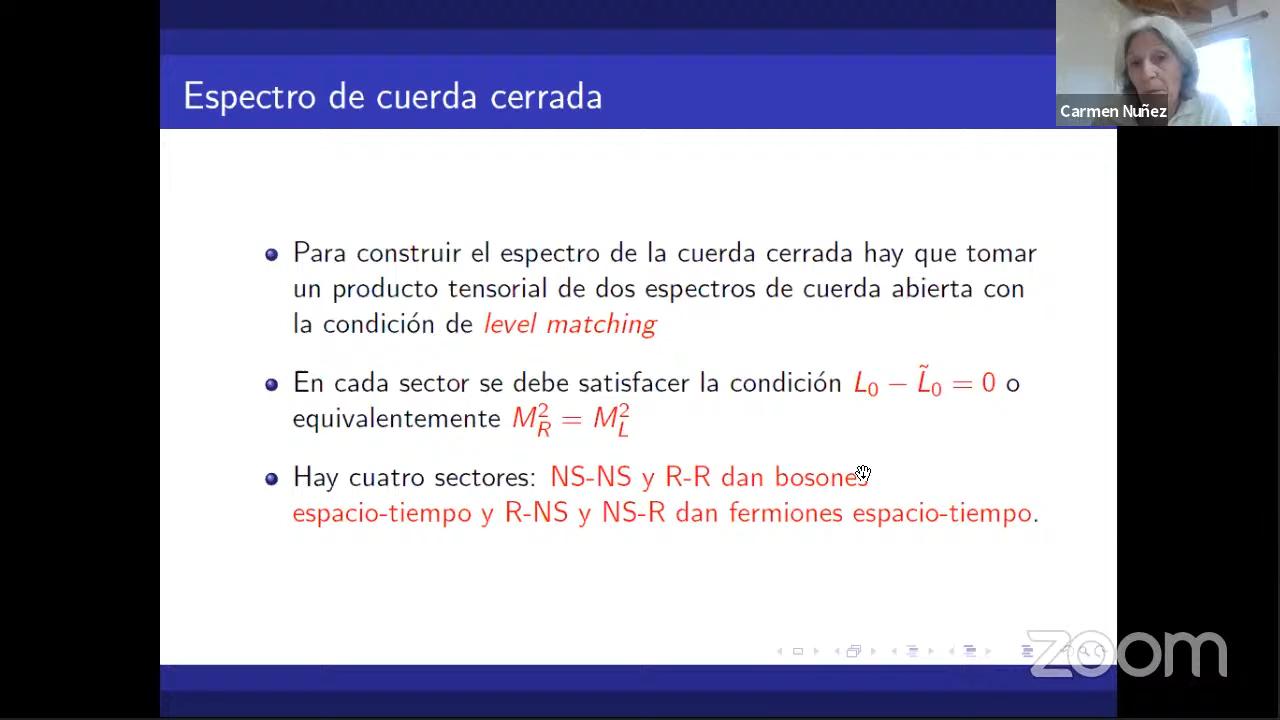 Espectro de cuerda cerrada
Carmen Nuñez
Para construir el espectro de la cuerda cerrada hay que tomar
un producto tensorial de dos espectros de cuerda abierta con
la condición de level matching
En cada sector se debe satisfacer la condición L₀ − L̃₀ = 0 o
equivalentemente M²_R = M²_L
Hay cuatro sectores: NS-NS y R-R dan bosones
espacio-tiempo y R-NS y NS-R dan fermiones espacio-tiempo.
zoom